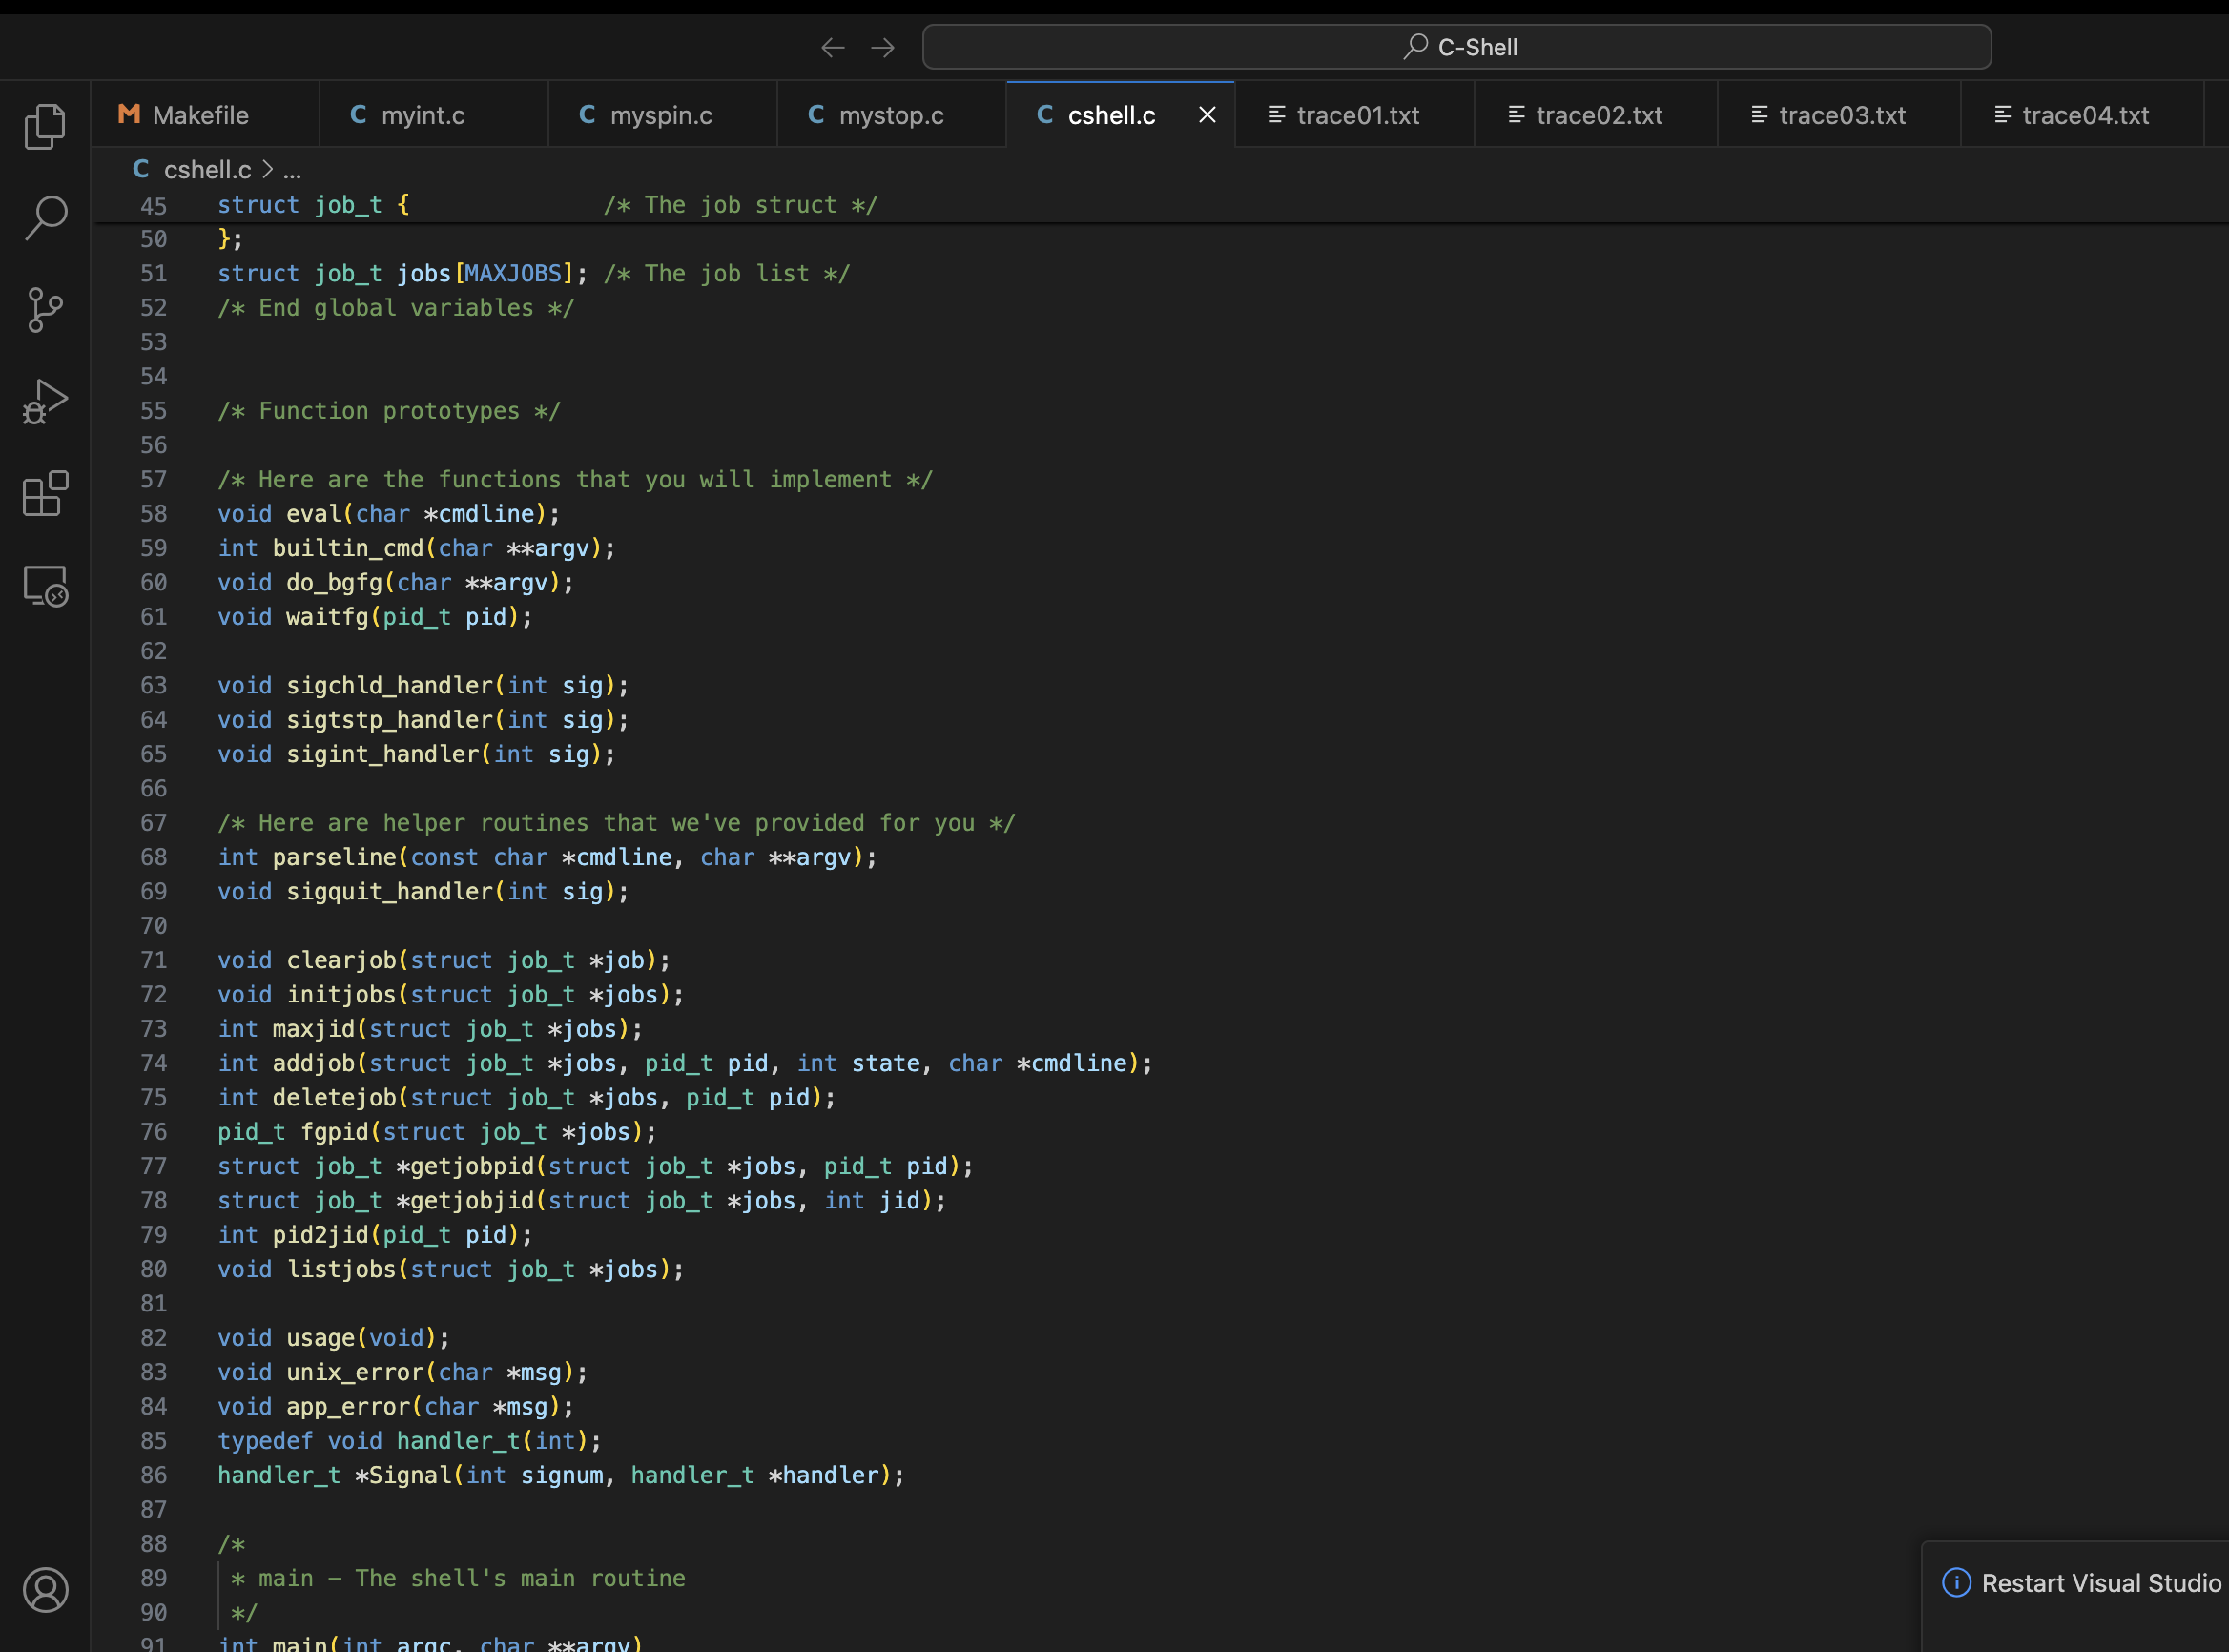 C-Shell
Makefile
myint.c
myspin.c
mystop.c
cshell.c
trace01.txt
trace02.txt
trace03.txt
trace04.txt
C cshell.c > ...
45 struct job_t { /* The job struct */
50 };
51 struct job_t jobs[MAXJOBS]; /* The job list */
52 /* End global variables */
53
54
55 /* Function prototypes */
56
57 /* Here are the functions that you will implement */
58 void eval(char *cmdline);
59 int builtin_cmd(char **argv);
60 void do_bgfg(char **argv);
61 void waitfg(pid_t pid);
62
63 void sigchld_handler(int sig);
64 void sigtstp_handler(int sig);
65 void sigint_handler(int sig);
66
67 /* Here are helper routines that we've provided for you */
68 int parseline(const char *cmdline, char **argv);
69 void sigquit_handler(int sig);
70
71 void clearjob(struct job_t *job);
72 void initjobs(struct job_t *jobs);
73 int maxjid(struct job_t *jobs);
74 int addjob(struct job_t *jobs, pid_t pid, int state, char *cmdline);
75 int deletejob(struct job_t *jobs, pid_t pid);
76 pid_t fgpid(struct job_t *jobs);
77 struct job_t *getjobpid(struct job_t *jobs, pid_t pid);
78 struct job_t *getjobjid(struct job_t *jobs, int jid);
79 int pid2jid(pid_t pid);
80 void listjobs(struct job_t *jobs);
81
82 void usage(void);
83 void unix_error(char *msg);
84 void app_error(char *msg);
85 typedef void handler_t(int);
86 handler_t *Signal(int signum, handler_t *handler);
87
88 /*
89 * main - The shell's main routine
90 */
91 int main(int argc, char **argv)
Restart Visual Studio